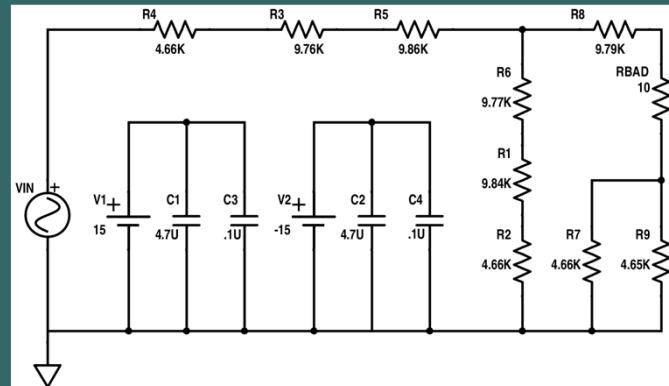 R4 R3 R5 R8
4.66K 9.76K 9.86K 9.79K
RBAD
10
R6
9.77K
R1
9.84K
VIN + V1 + C1 C3 V2 + C2 C4
15 4.7U .1U -15 4.7U .1U
R2 R7 R9
4.66K 4.66K 4.65K